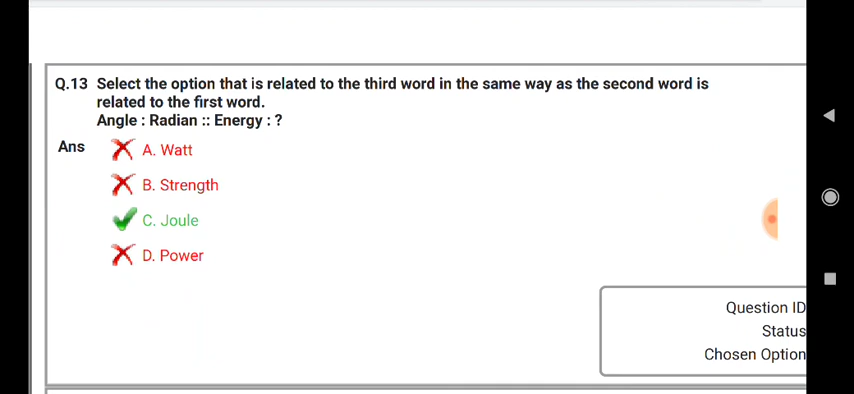 Q.13 Select the option that is related to the third word in the same way as the second word is
related to the first word.
Angle : Radian :: Energy : ?
Ans
A. Watt
B. Strength
C. Joule
D. Power
Question ID
Status
Chosen Option